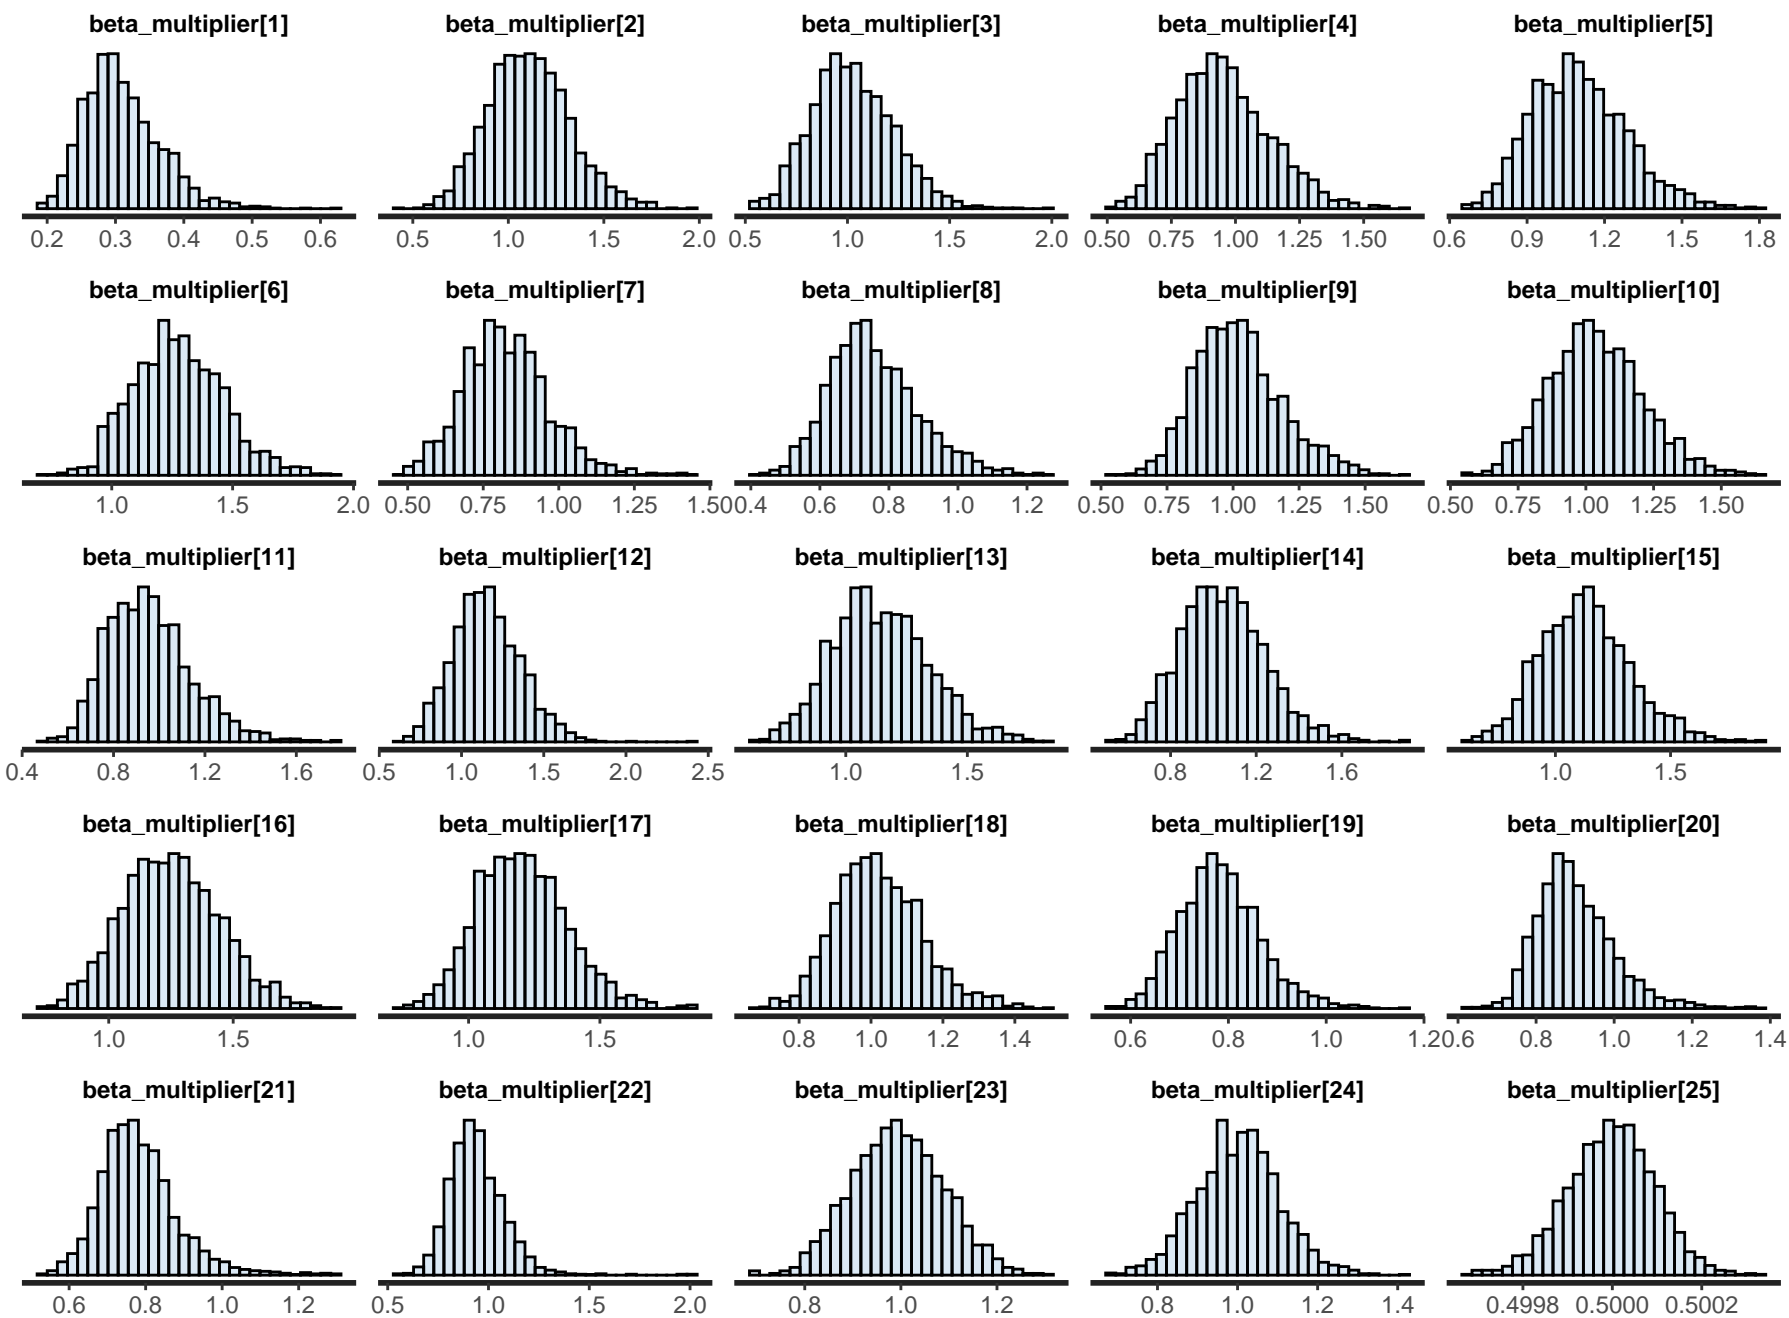 beta_multiplier[1] beta_multiplier[2] beta_multiplier[3] beta_multiplier[4] beta_multiplier[5]
0.2 0.3 0.4 0.5 0.6 0.5 1.0 1.5 2.0 0.5 1.0 1.5 2.0 0.50 0.75 1.00 1.25 1.50 0.6 0.9 1.2 1.5 1.8
beta_multiplier[6] beta_multiplier[7] beta_multiplier[8] beta_multiplier[9] beta_multiplier[10]
1.0 1.5 2.0 0.50 0.75 1.00 1.25 1.50 0.4 0.6 0.8 1.0 1.2 0.50 0.75 1.00 1.25 1.50 0.50 0.75 1.00 1.25 1.50
beta_multiplier[11] beta_multiplier[12] beta_multiplier[13] beta_multiplier[14] beta_multiplier[15]
0.4 0.8 1.2 1.6 0.5 1.0 1.5 2.0 2.5 1.0 1.5 0.8 1.2 1.6 1.0 1.5
beta_multiplier[16] beta_multiplier[17] beta_multiplier[18] beta_multiplier[19] beta_multiplier[20]
1.0 1.5 1.0 1.5 0.8 1.0 1.2 1.4 0.6 0.8 1.0 1.2 0.6 0.8 1.0 1.2 1.4
beta_multiplier[21] beta_multiplier[22] beta_multiplier[23] beta_multiplier[24] beta_multiplier[25]
0.6 0.8 1.0 1.2 0.5 1.0 1.5 2.0 0.8 1.0 1.2 0.8 1.0 1.2 1.4 0.4998 0.5000 0.5002